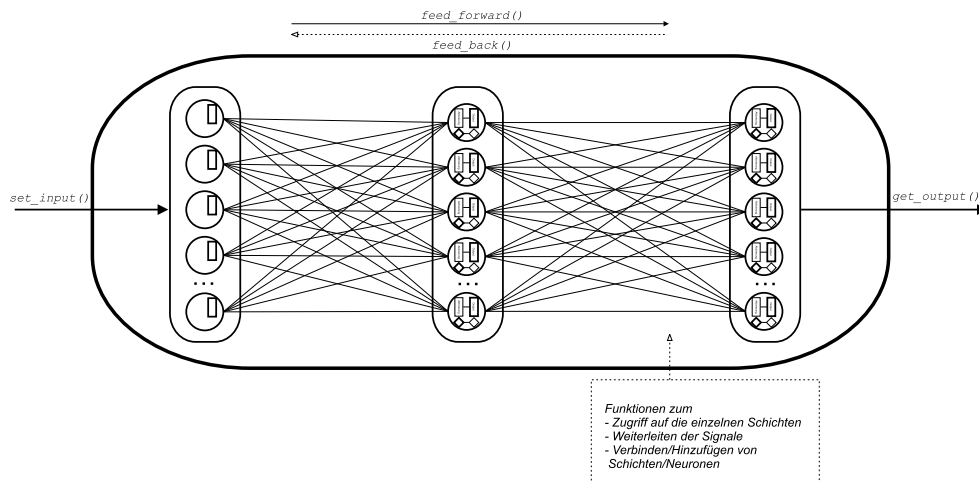 feed_forward()
feed_back()
set_input()
get_output()
...
...
...
Funktionen zum
- Zugriff auf die einzelnen Schichten
- Weiterleiten der Signale
- Verbinden/Hinzufügen von
Schichten/Neuronen